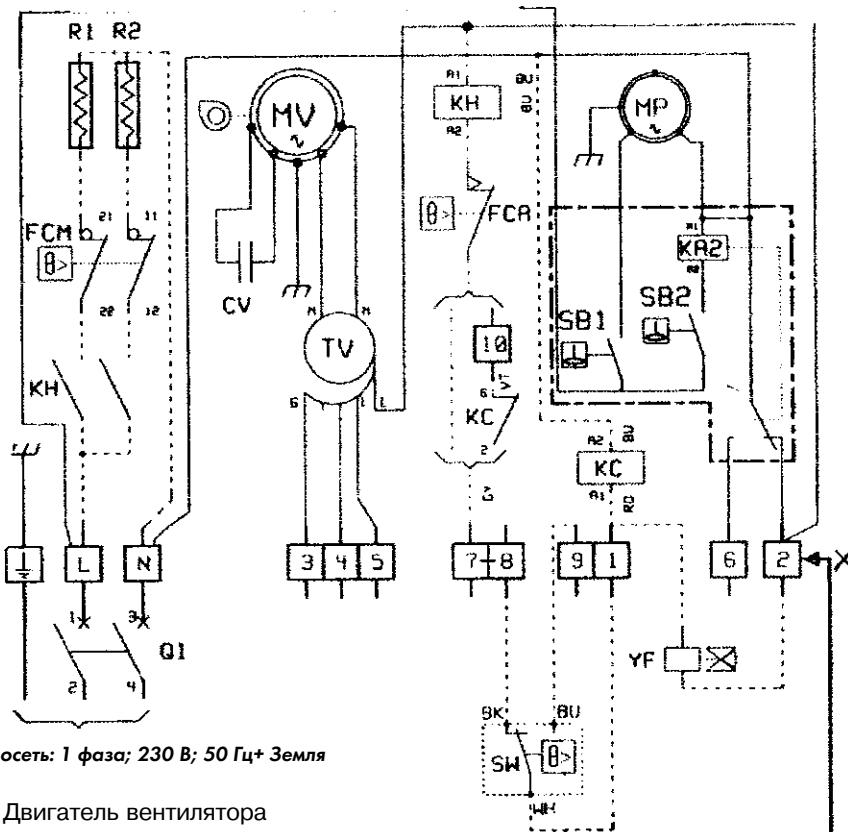 R1 R2
MV
~
A1
KH
A2
BU
BU
MP
~
21 11
FCM
θ>
22 12
CV
θ>
FCA
A1
KA2
A2
SB1
SB2
M M
TV
6
10
VT
6
KC
2
KH
A2
BU
KC
A1
RD
GY
L N
3 4 5
7 8
9 1
6 2
X
1 3
Q1
2 4
YF
BK BU
SW
θ>
WH
осеть: 1 фаза; 230 В; 50 Гц+ Земля
Двигатель вентилятора